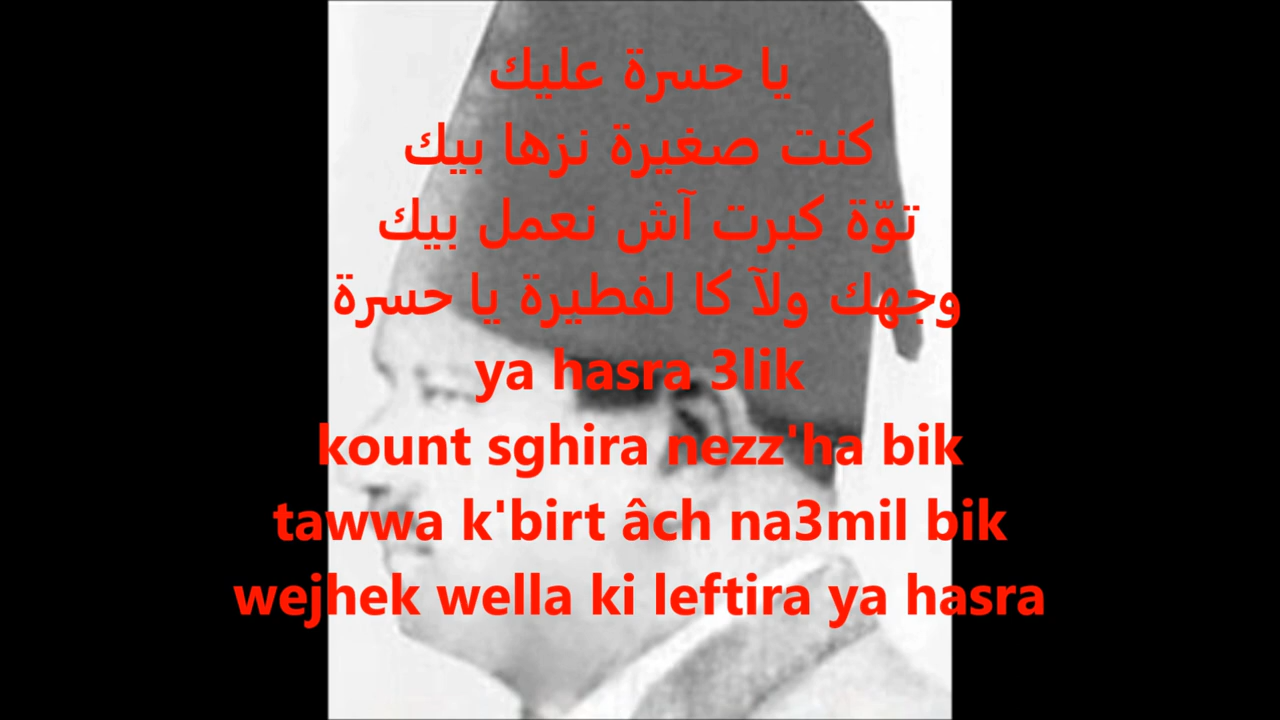 يا حسرة عليك
كنت صغيرة نزها بيك
توّة كبرت آش نعمل بيك
وجهك ولآ كا لفطيرة يا حسرة
ya hasra 3lik
kount sghira nezz'ha bik
tawwa k'birt âch na3mil bik
wejhek wella ki leftira ya hasra